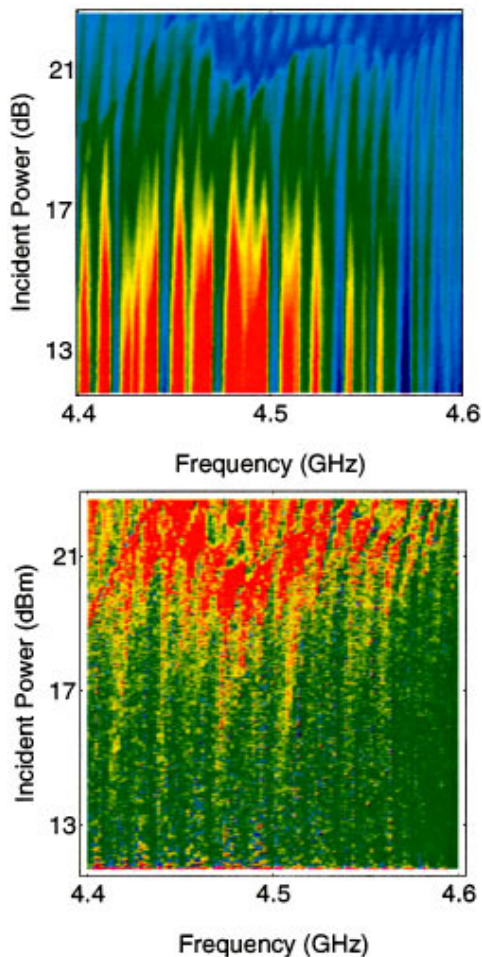 21
17
13
Incident Power (dB)
4.4 4.5 4.6
Frequency (GHz)
21
17
13
Incident Power (dBm)
4.4 4.5 4.6
Frequency (GHz)